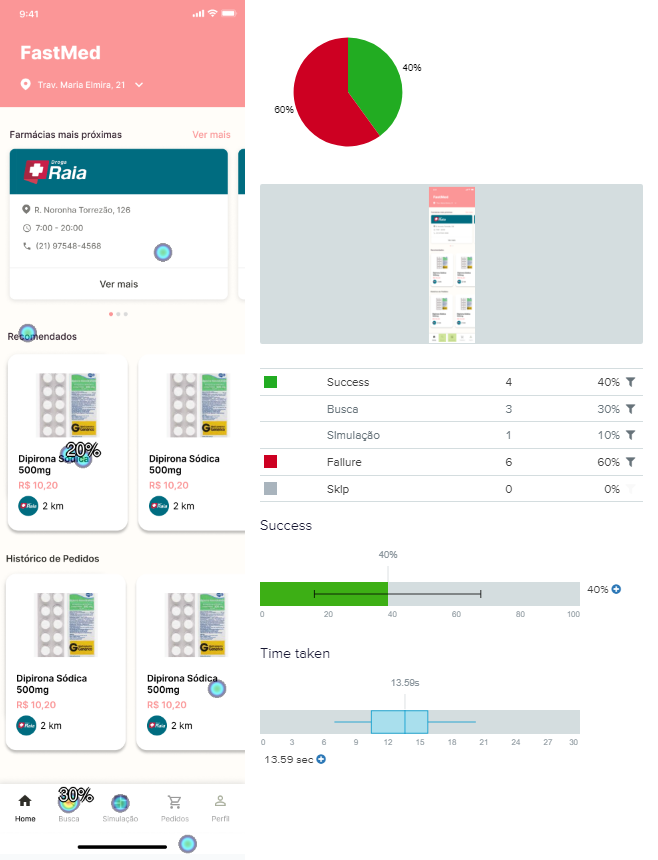 9:41
FastMed
Trav. Maria Elmira, 21
Farmácias mais próximas
Ver mais
Droga
Raia
R. Noronha Torrezão, 126
7:00 - 20:00
(21) 97548-4568
Ver mais
Recomendados
20%
Dipirona Sódica
500mg
R$ 10,20
Raia
2 km
Dipirona Sódica
500mg
R$ 10,20
Raia
2 km
Histórico de Pedidos
Dipirona Sódica
500mg
R$ 10,20
Raia
2 km
Dipirona Sódica
500mg
R$ 10,20
Raia
2 km
30%
Home
Busca
Simulação
Pedidos
Perfil
40%
60%
Success 4 40%
Busca 3 30%
Simulação 1 10%
Failure 6 60%
Skip 0 0%
Success
40%
40%
0 20 40 60 80 100
Time taken
13.59s
0 3 6 9 12 15 18 21 24 27 30
13.59 sec